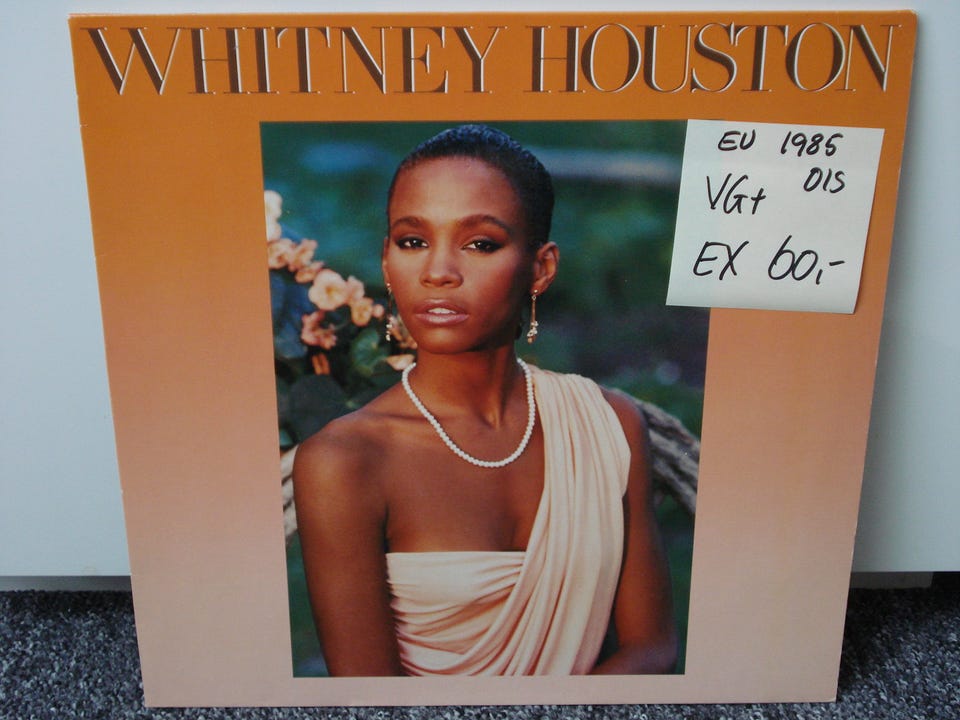 WHITNEY HOUSTON
EU 1985
OIS
VG+
EX 60,-